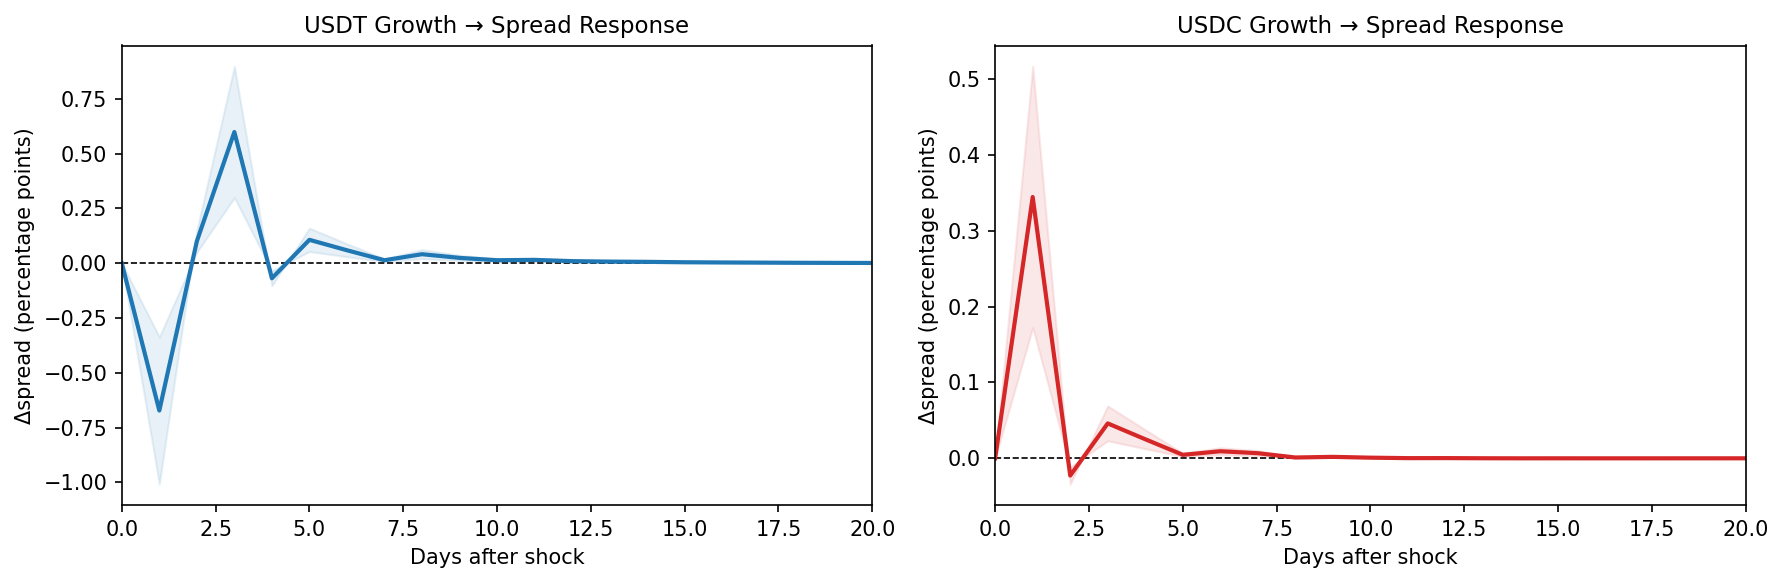 USDT Growth → Spread Response
Δspread (percentage points)
0.75
0.50
0.25
0.00
−0.25
−0.50
−0.75
−1.00
0.0 2.5 5.0 7.5 10.0 12.5 15.0 17.5 20.0
Days after shock
USDC Growth → Spread Response
Δspread (percentage points)
0.5
0.4
0.3
0.2
0.1
0.0
0.0 2.5 5.0 7.5 10.0 12.5 15.0 17.5 20.0
Days after shock